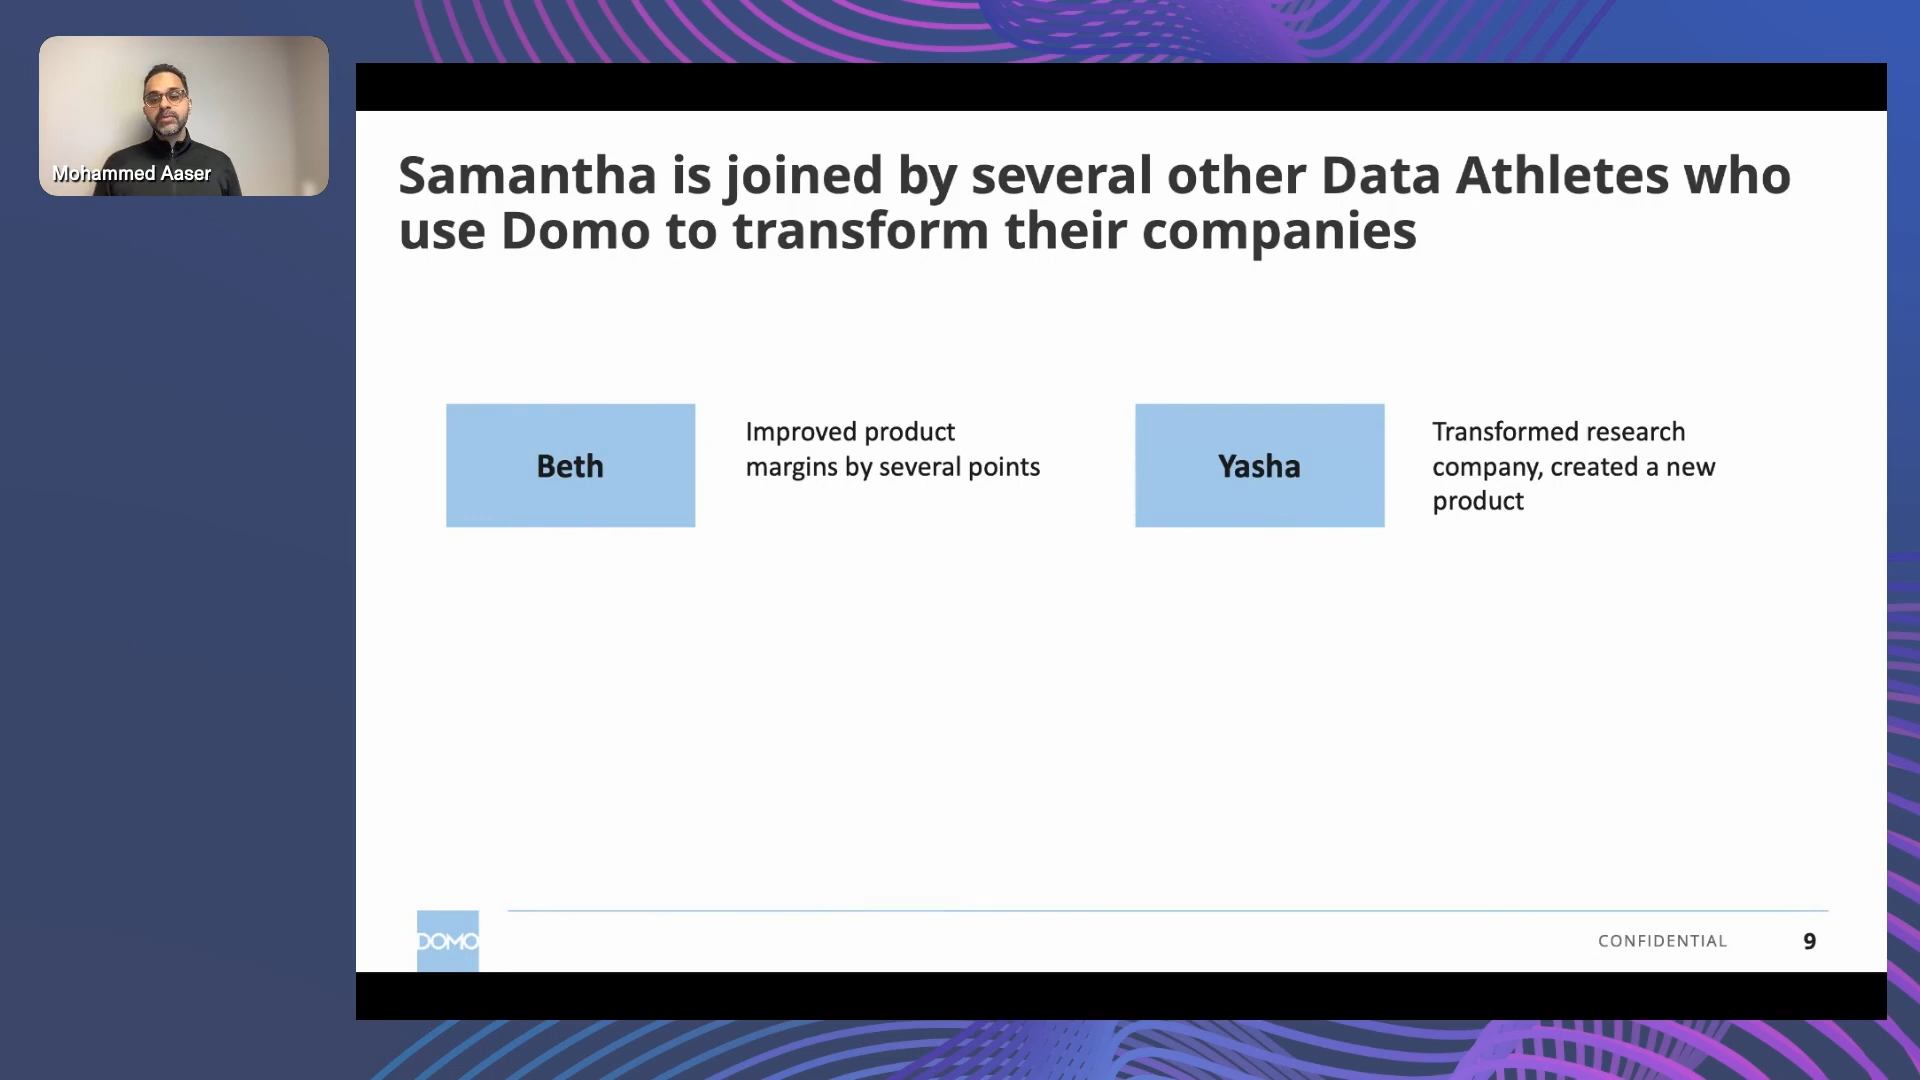 Mohammed Aaser
Samantha is joined by several other Data Athletes who
use Domo to transform their companies
Beth
Improved product
margins by several points
Yasha
Transformed research
company, created a new
product
DOMO
CONFIDENTIAL
9